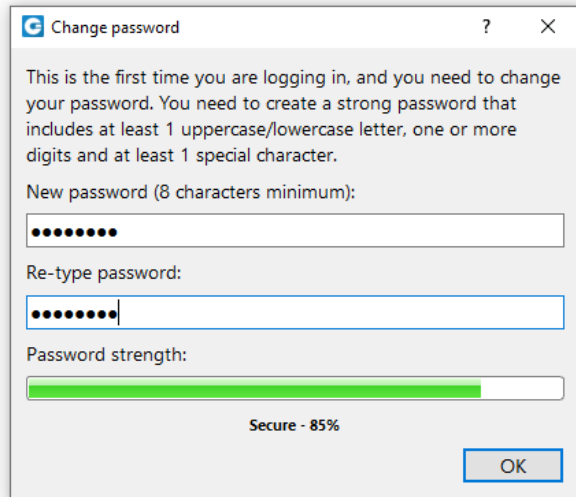 Change password
This is the first time you are logging in, and you need to change
your password. You need to create a strong password that
includes at least 1 uppercase/lowercase letter, one or more
digits and at least 1 special character.
New password (8 characters minimum):
●●●●●●●●
Re-type password:
●●●●●●●●
Password strength:
Secure - 85%
OK